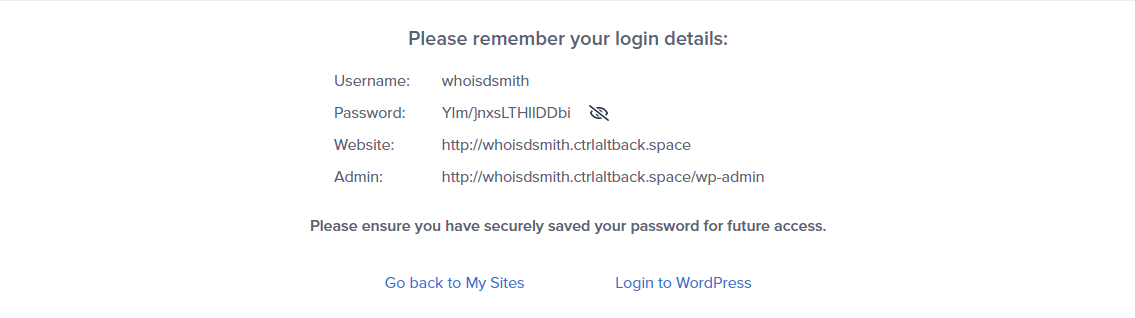 Please remember your login details:
Username: whoisdsmith
Password:
Website: http://whoisdsmith.ctrlaltback.space
Admin: http://whoisdsmith.ctrlaltback.space/wp-admin
Please ensure you have securely saved your password for future access.
Go back to My Sites Login to WordPress